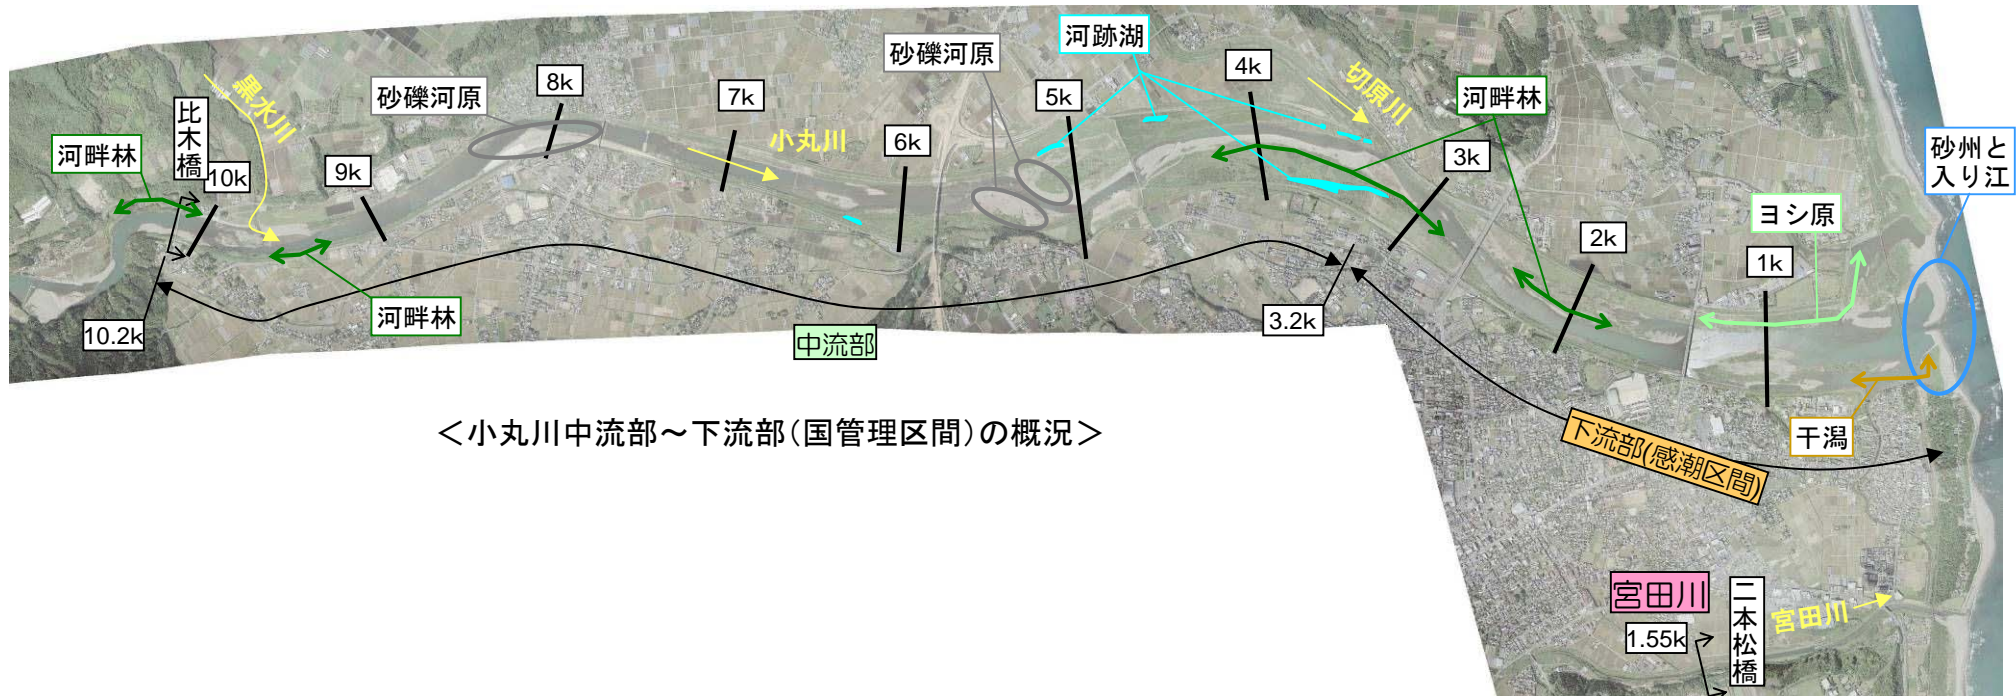 河畔林
比木橋
黒水川
10k
9k
砂礫河原
8k
7k
小丸川
6k
砂礫河原
5k
河跡湖
4k
切原川
河畔林
3k
2k
ヨシ原
1k
砂州と
入り江
10.2k
河畔林
中流部
3.2k
干潟
下流部(感潮区間)
＜小丸川中流部～下流部(国管理区間)の概況＞
宮田川
1.55k
二本松橋
宮田川